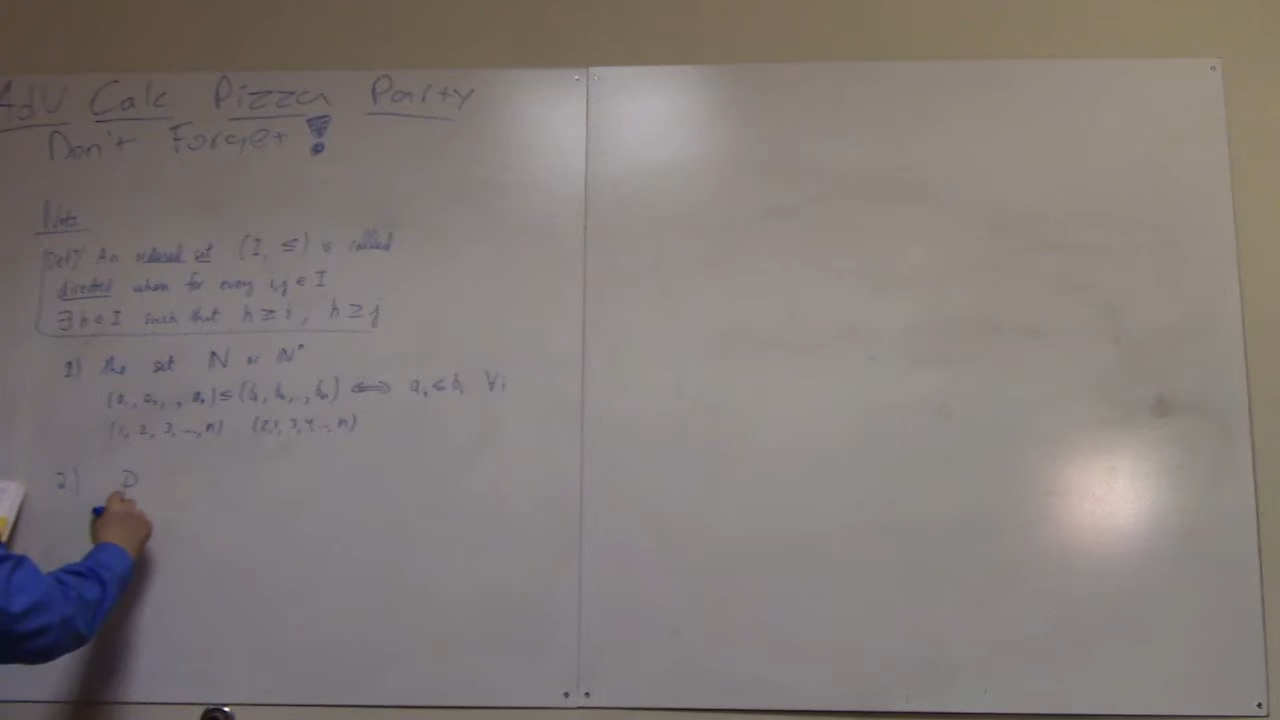 Adv Calc Pizza Party
Don't Forget!
Nets
(Def) An ordered set (I, ≤) is called
directed when for every i,j ∈ I
∃ h ∈ I such that h ≥ i, h ≥ j
1) the set ℕ or ℕⁿ
(a₁, a₂, .., aₙ) ≤ (b₁, b₂, .., bₙ) ⟺ aᵢ ≤ bᵢ ∀i
(1, 2, 3, ..., n) (2,1, 3,4 .., n)
2) D